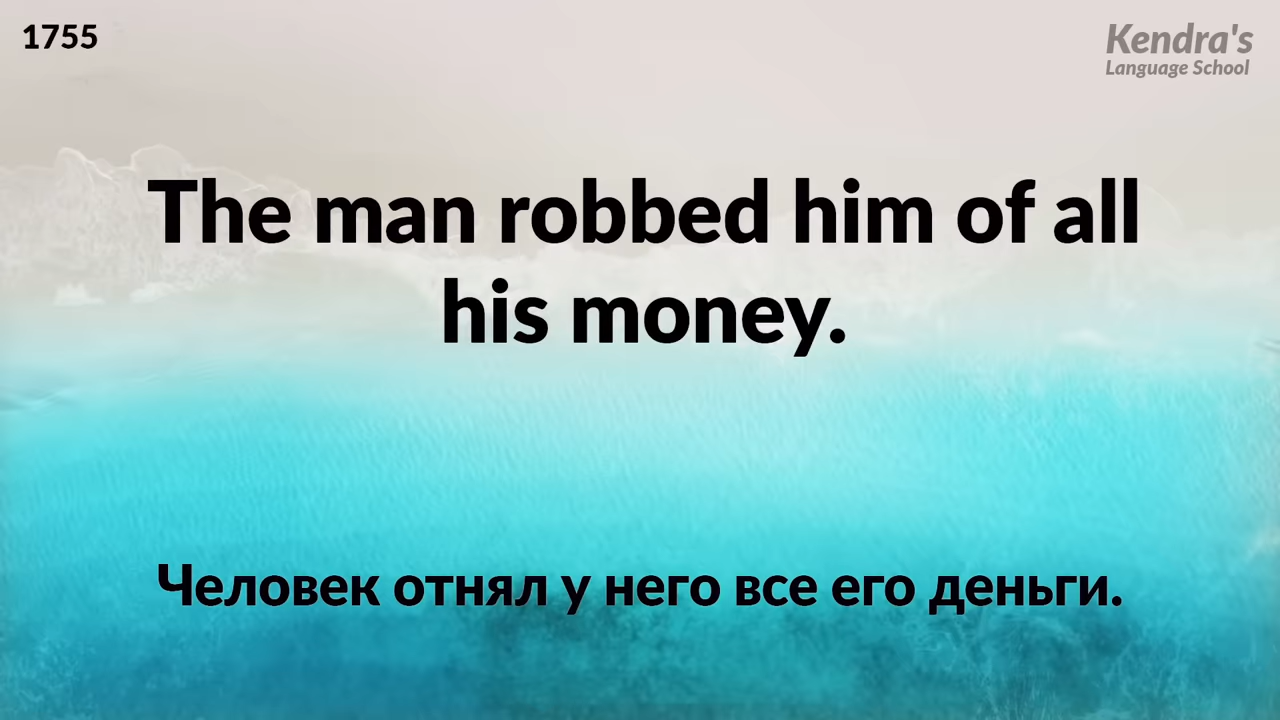 1755
Kendra's
Language School
The man robbed him of all
his money.
Человек отнял у него все его деньги.